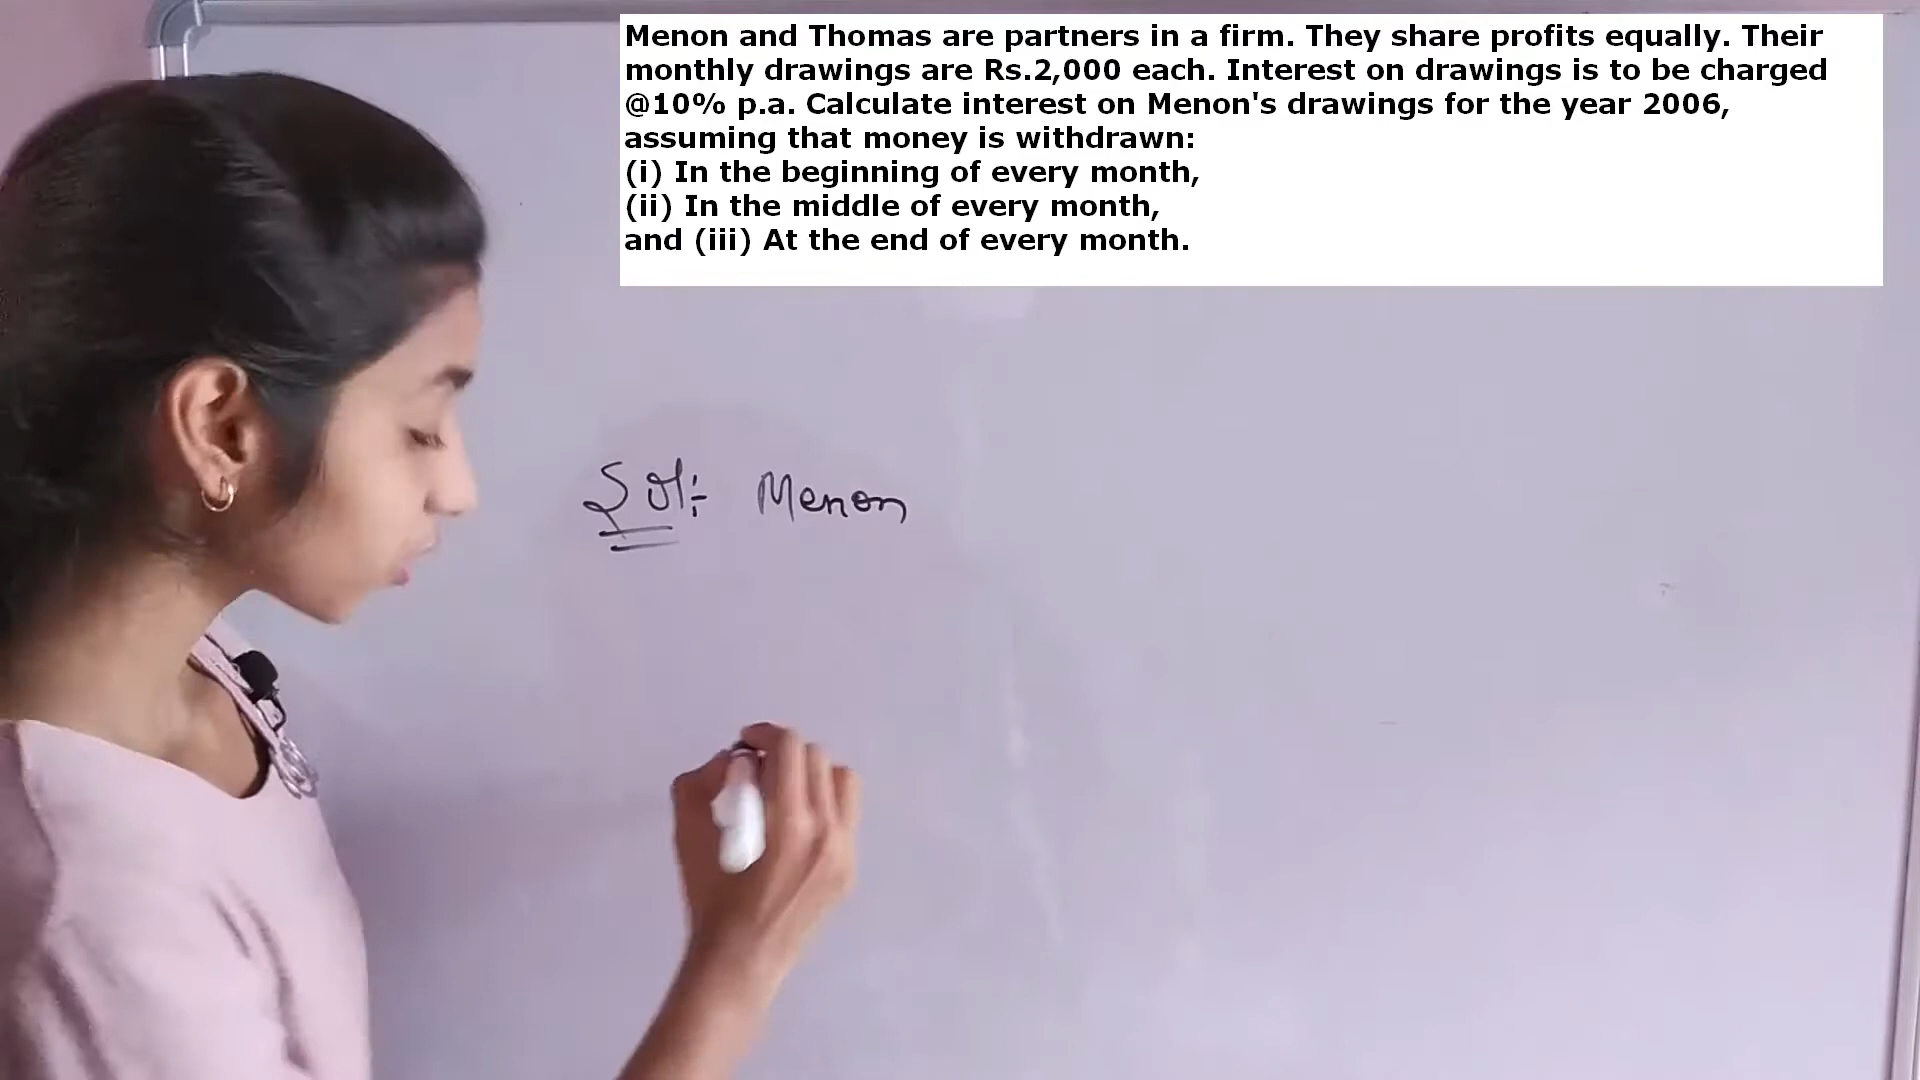 Menon and Thomas are partners in a firm. They share profits equally. Their
monthly drawings are Rs.2,000 each. Interest on drawings is to be charged
@10% p.a. Calculate interest on Menon's drawings for the year 2006,
assuming that money is withdrawn:
(i) In the beginning of every month,
(ii) In the middle of every month,
and (iii) At the end of every month.
Sol:- Menon